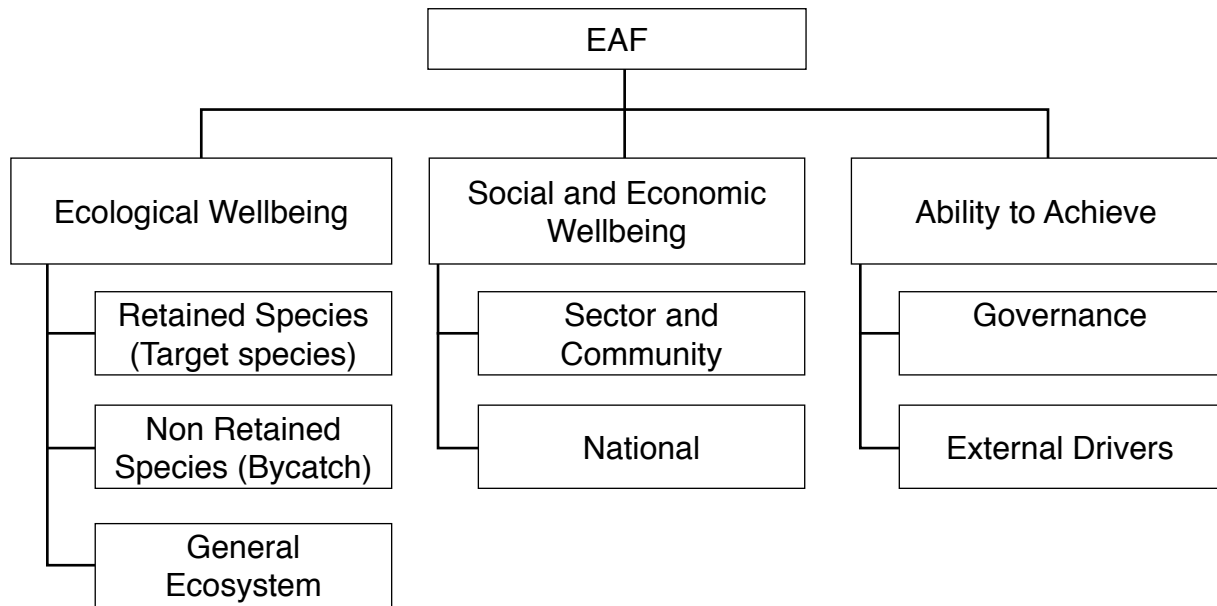 EAF
Ecological Wellbeing
Retained Species
(Target species)
Non Retained
Species (Bycatch)
General
Ecosystem
Social and Economic
Wellbeing
Sector and
Community
National
Ability to Achieve
Governance
External Drivers